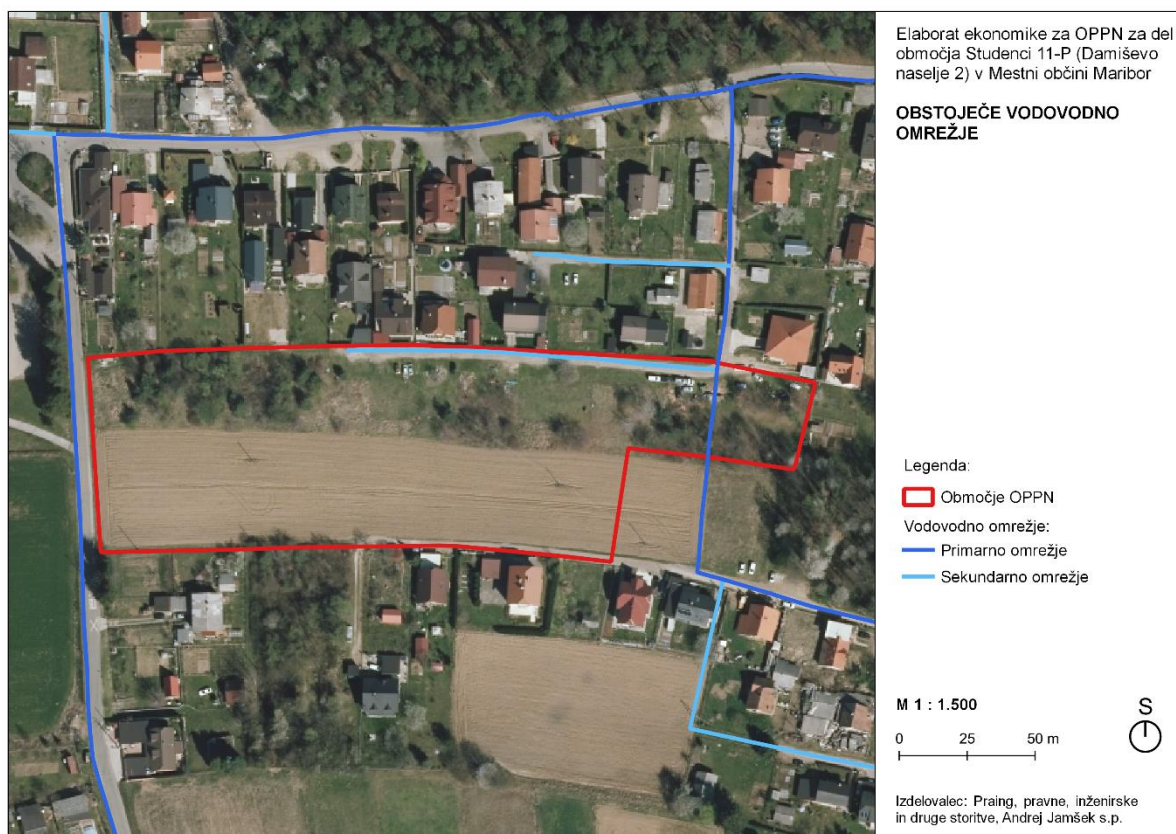 Elaborat ekonomike za OPPN za del
območja Studenci 11-P (Damiševo
naselje 2) v Mestni občini Maribor
OBSTOJEČE VODOVODNO
OMREŽJE
Legenda:
Območje OPPN
Vodovodno omrežje:
Primarno omrežje
Sekundarno omrežje
M 1 : 1.500
S
0 25 50 m
Izdelovalec: Praing, pravne, inženirske
in druge storitve, Andrej Jamšek s.p.